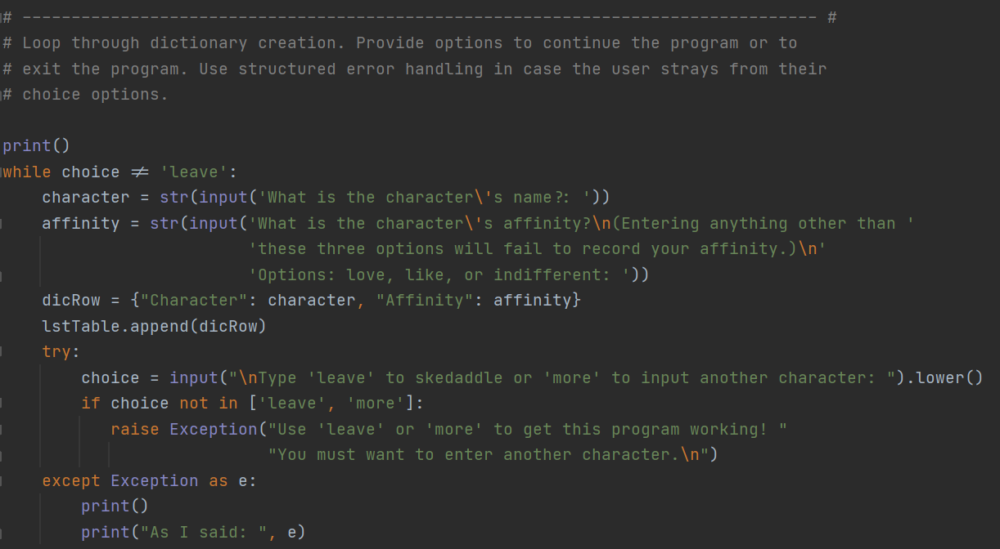 # --------------------------------------------------------------------------------- #
# Loop through dictionary creation. Provide options to continue the program or to
# exit the program. Use structured error handling in case the user strays from their
# choice options.
print()
while choice != 'leave':
    character = str(input('What is the character\'s name?: '))
    affinity = str(input('What is the character\'s affinity?\n(Entering anything other than '
                         'these three options will fail to record your affinity.)\n'
                         'Options: love, like, or indifferent: '))
    dicRow = {"Character": character, "Affinity": affinity}
    lstTable.append(dicRow)
    try:
        choice = input("\nType 'leave' to skedaddle or 'more' to input another character: ").lower()
        if choice not in ['leave', 'more']:
           raise Exception("Use 'leave' or 'more' to get this program working! "
                           "You must want to enter another character.\n")
    except Exception as e:
        print()
        print("As I said: ", e)